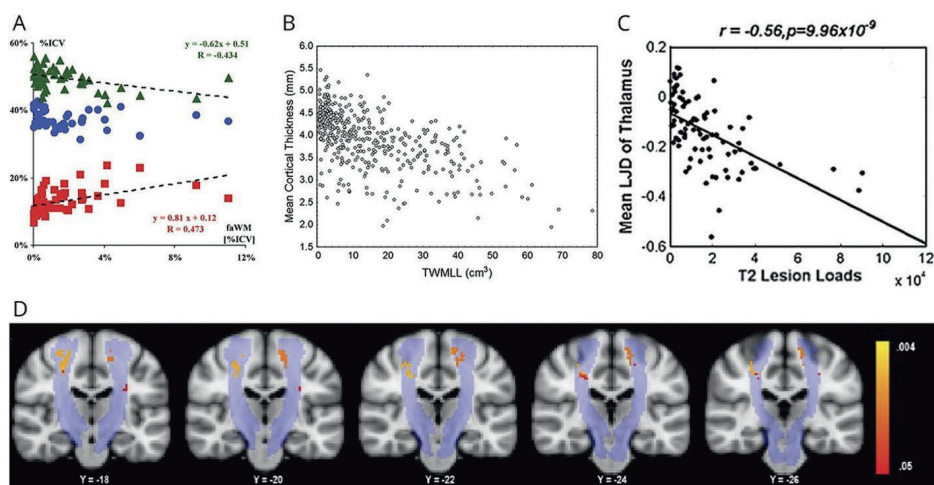 A
%ICV
y = -0.62x + 0.51
R = -0.434
60%
40%
20%
0%
y = 0.81 x + 0.12
R = 0.473
faWM
[%ICV]
0%
4%
8%
12%
B
Mean Cortical Thickness (mm)
6.0
5.5
5.0
4.5
4.0
3.5
3.0
2.5
2.0
1.5
0
10
20
30
40
50
60
70
80
TWMLL (cm³)
C
r = -0.56,p=9.96x10⁻⁹
Mean LJD of Thalamus
0.2
0
-0.2
-0.4
-0.6
0
2
4
6
8
10
12
T2 Lesion Loads
x 10⁴
D
.004
.05
Y = -18
Y = -20
Y = -22
Y = -24
Y = -26